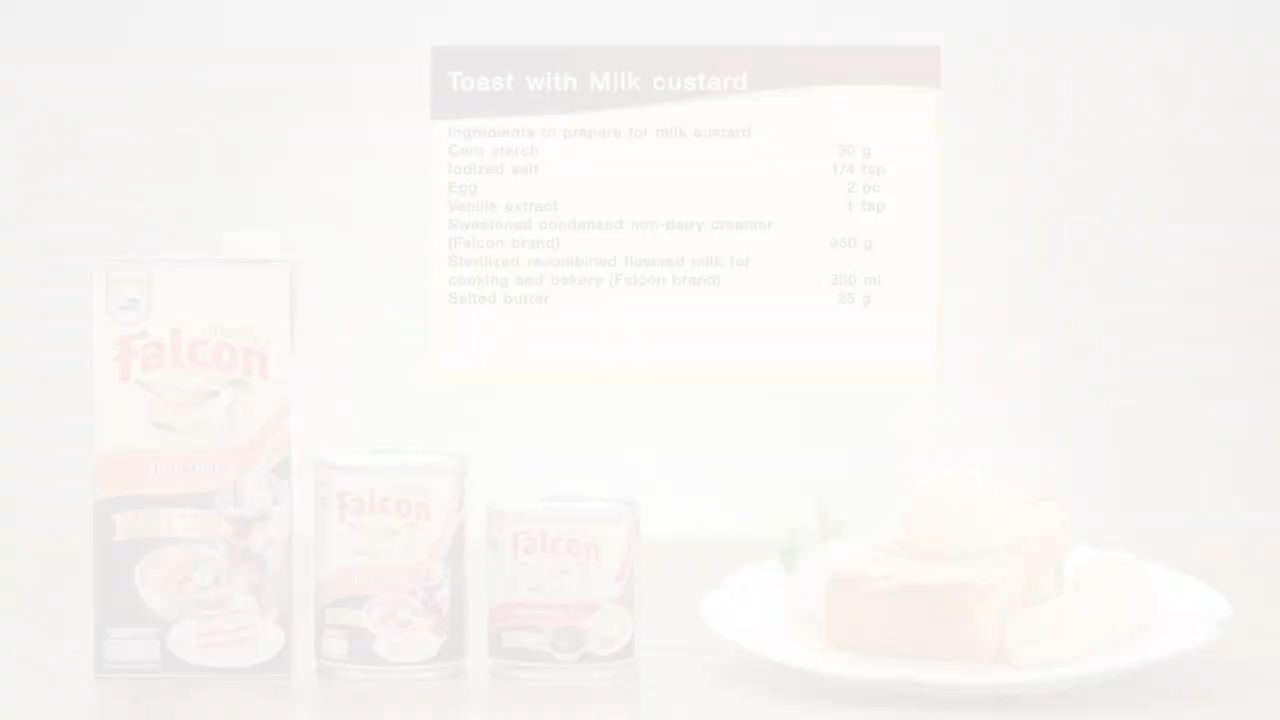 Toast with Milk custard
Ingredients to prepare for milk custard
Corn starch 30 g
Iodized salt 1/4 tsp
Egg 2 pc
Vanilla extract 1 tsp
Sweetened condensed non-dairy creamer
(Falcon brand) 250 g
Sterilized recombined flavored milk for
cooking and bakery (Falcon brand) 300 ml
Salted butter 25 g
Falcon
Falcon
Falcon